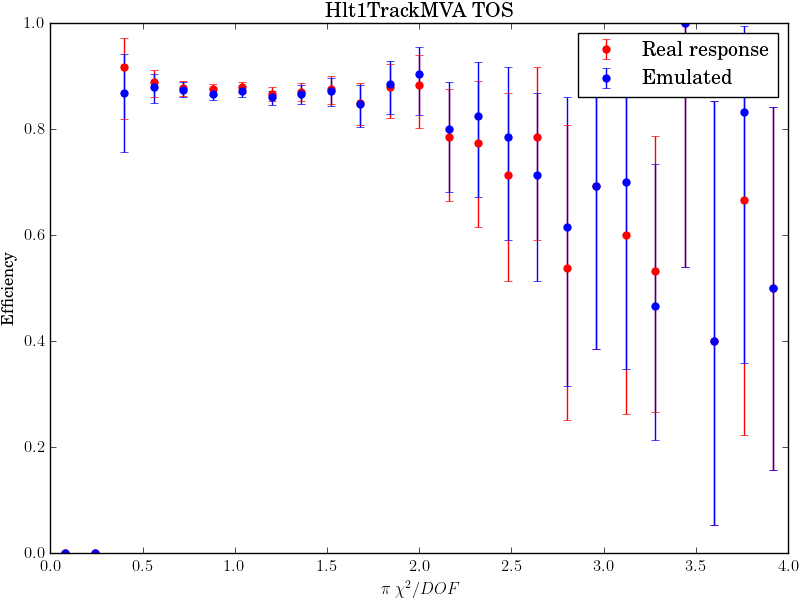 Hlt1TrackMVA TOS
Real response
Emulated
Efficiency
1.0
0.8
0.6
0.4
0.2
0.0
0.0 0.5 1.0 1.5 2.0 2.5 3.0 3.5 4.0
π χ²/DOF